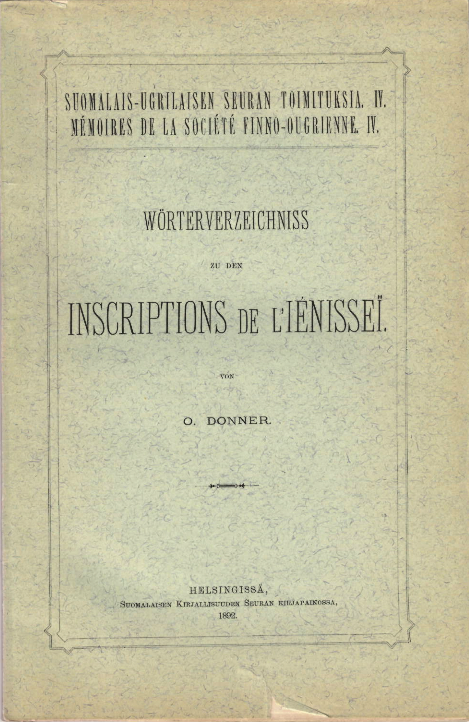 SUOMALAIS-UGRILAISEN SEURAN TOIMITUKSIA. IV.
MÉMOIRES DE LA SOCIÉTÉ FINNO-OUGRIENNE. IV.
WÖRTERVERZEICHNISS
ZU DEN
INSCRIPTIONS DE L'IÉNISSEÏ.
VON
O. DONNER.
HELSINGISSÄ,
SUOMALAISEN KIRJALLISUUDEN SEURAN KIRJAPAINOSSA,
1892.